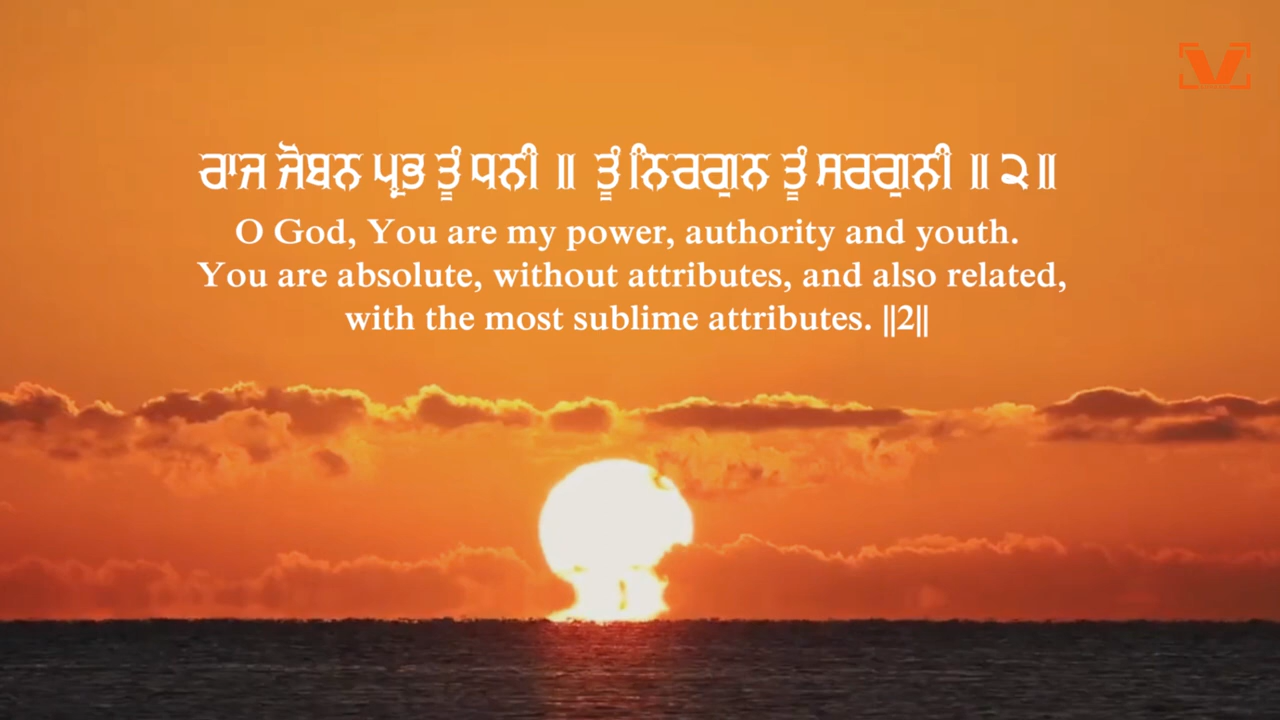 ਰਾਜ ਜੋਬਨ ਪ੍ਰਭ ਤੂੰ ਧਨੀ ॥ ਤੂੰ ਨਿਰਗੁਨ ਤੂੰ ਸਰਗੁਨੀ ॥੨॥
O God, You are my power, authority and youth.
You are absolute, without attributes, and also related,
with the most sublime attributes. ||2||